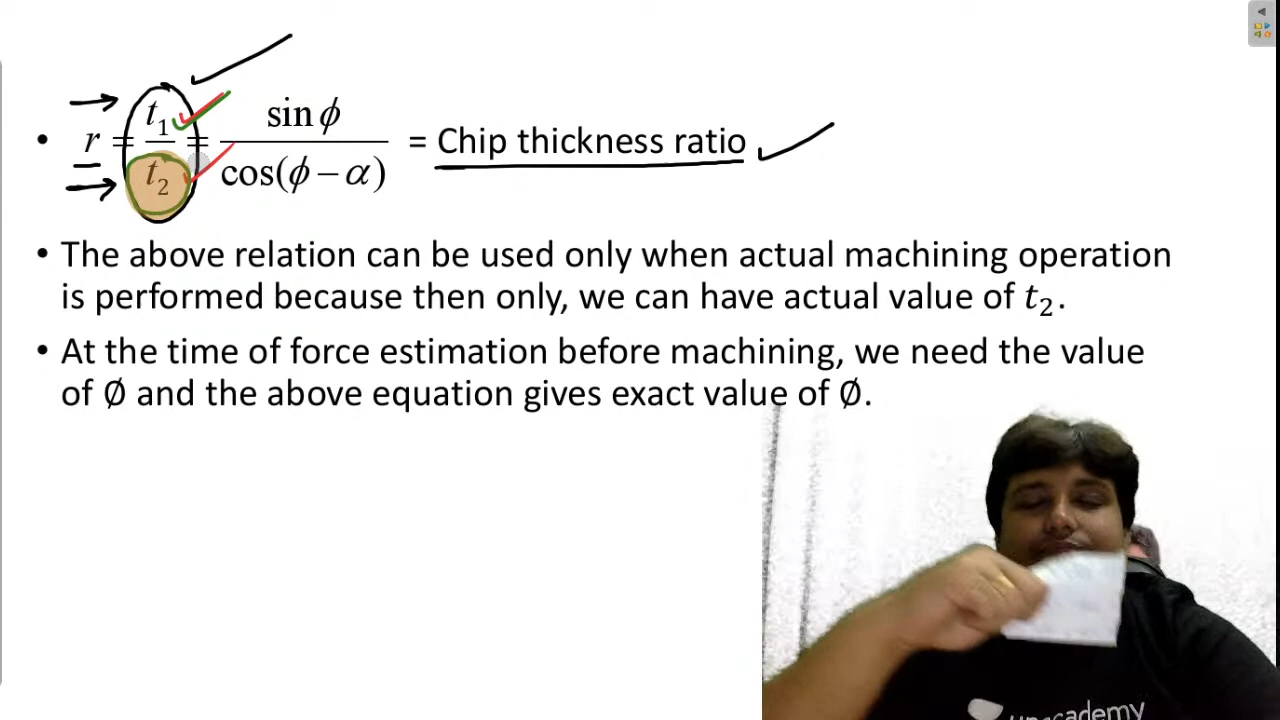 • r = t₁/t₂ = sin ϕ/cos(ϕ − α) = Chip thickness ratio
• The above relation can be used only when actual machining operation
is performed because then only, we can have actual value of t₂.
• At the time of force estimation before machining, we need the value
of Ø and the above equation gives exact value of Ø.